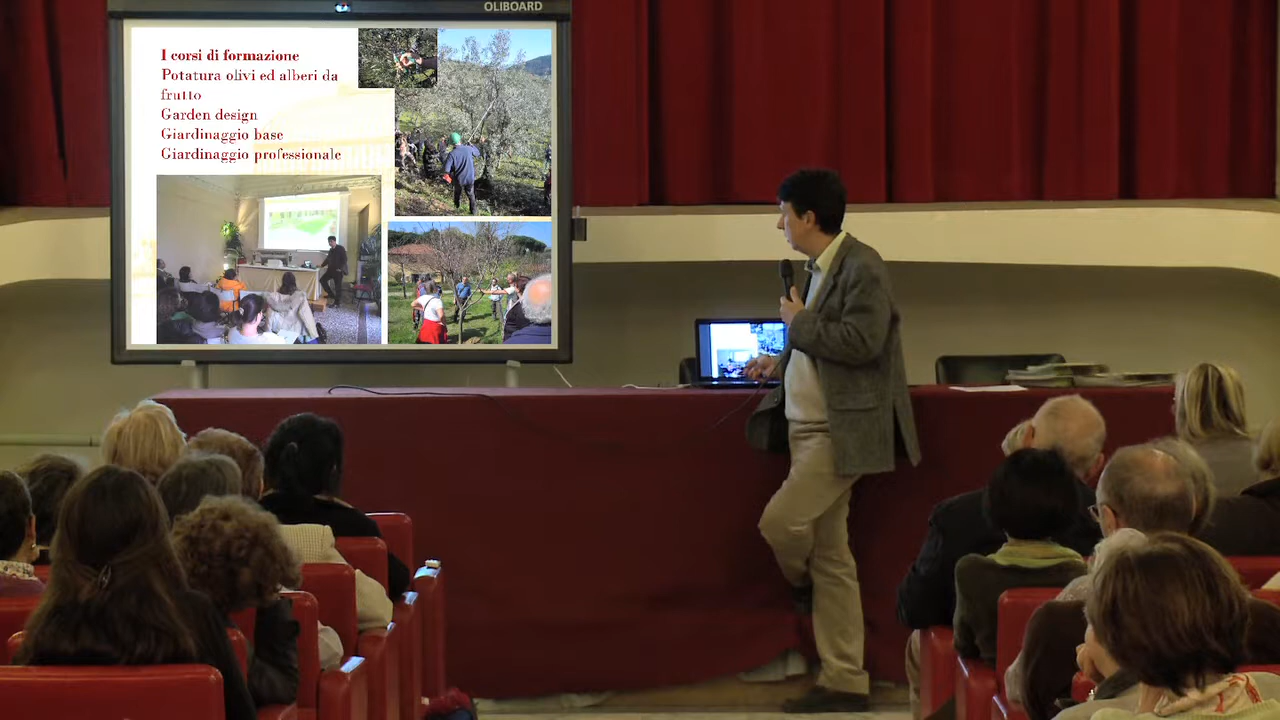 OLIBOARD
I corsi di formazione
Potatura olivi ed alberi da
frutto
Garden design
Giardinaggio base
Giardinaggio professionale